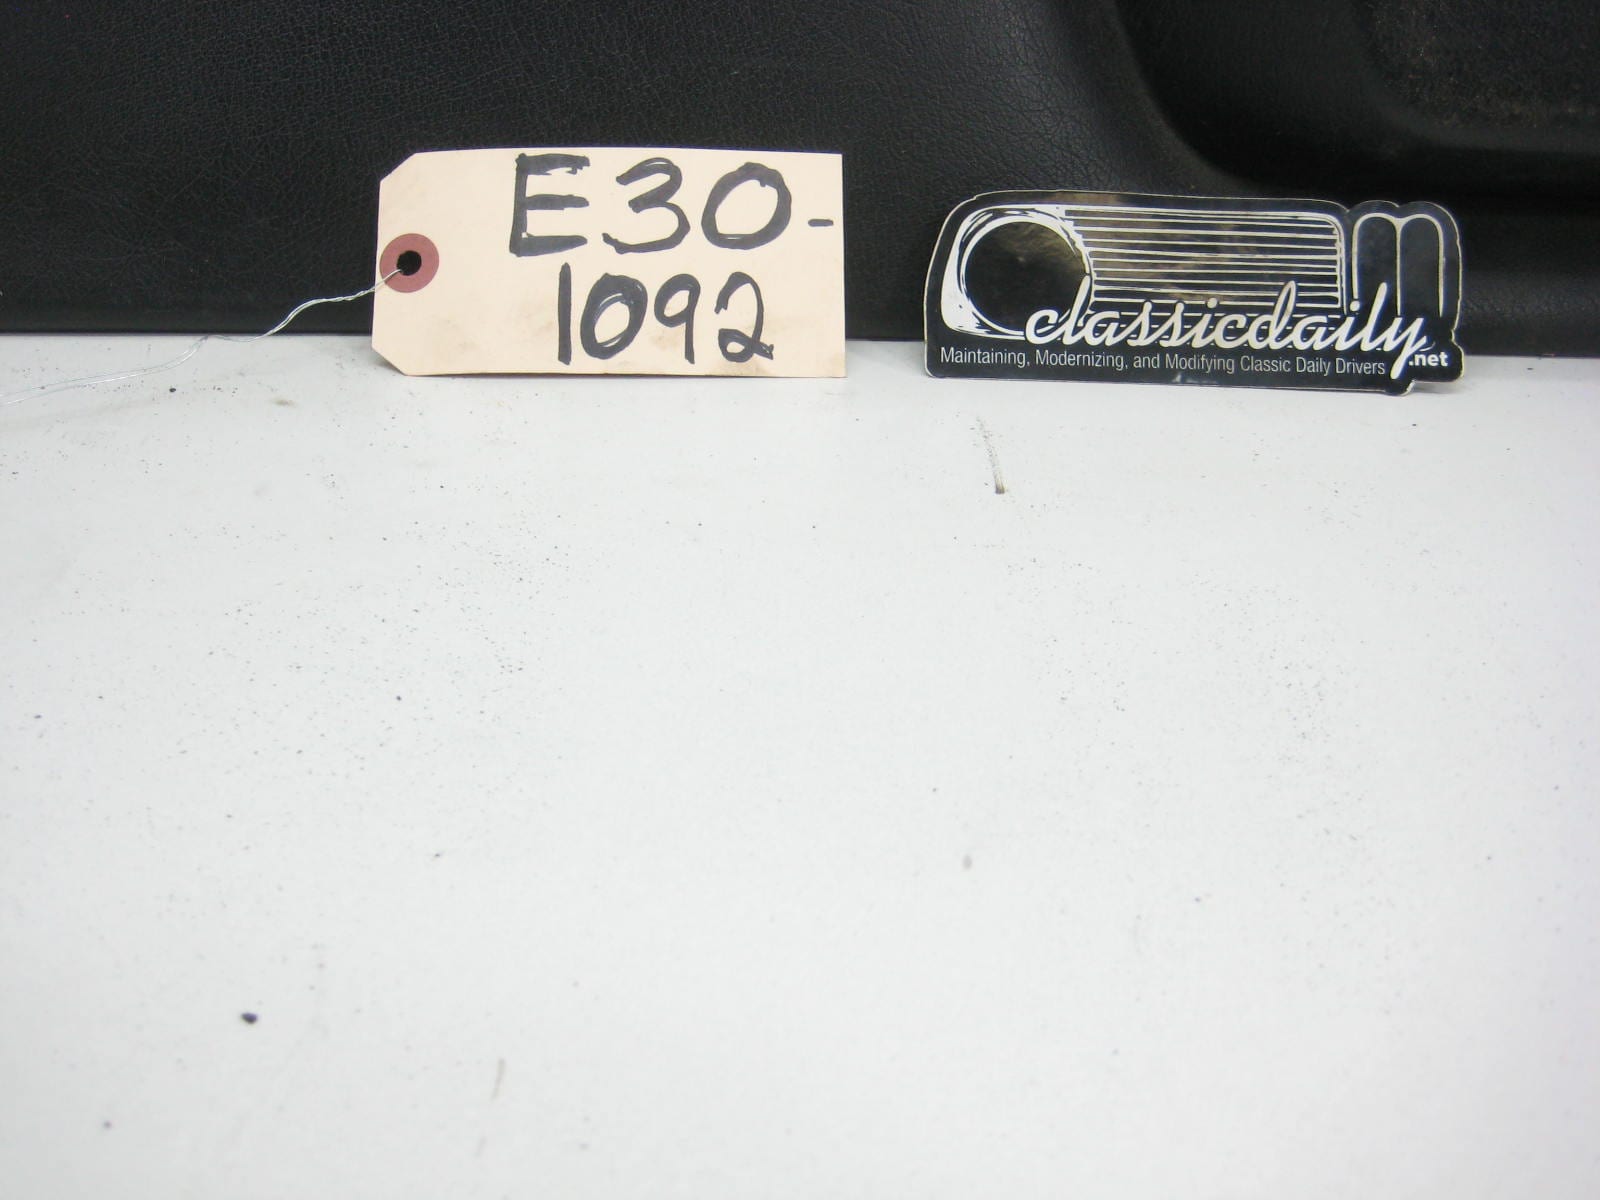 E30-
1092
classicdaily.net
Maintaining, Modernizing, and Modifying Classic Daily Drivers